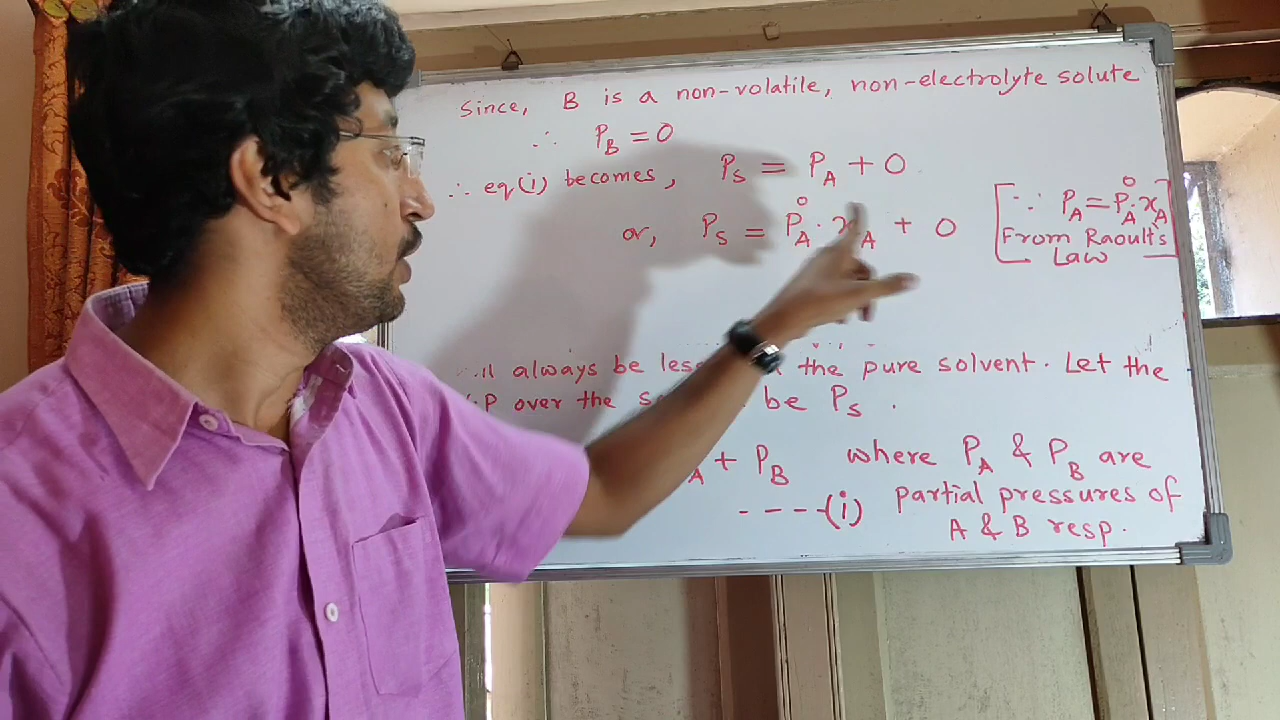 Since, B is a non-volatile, non-electrolyte solute
∴ P_B = 0
∴ eq(i) becomes, P_S = P_A + 0
or, P_S = P°_A · x_A + 0
[∵ P_A = P°_A · x_A
From Raoult's
Law]
always be the pure solvent. Let the
over the be P_S .
A + P_B where P_A & P_B are
----(i) partial pressures of
A & B resp.